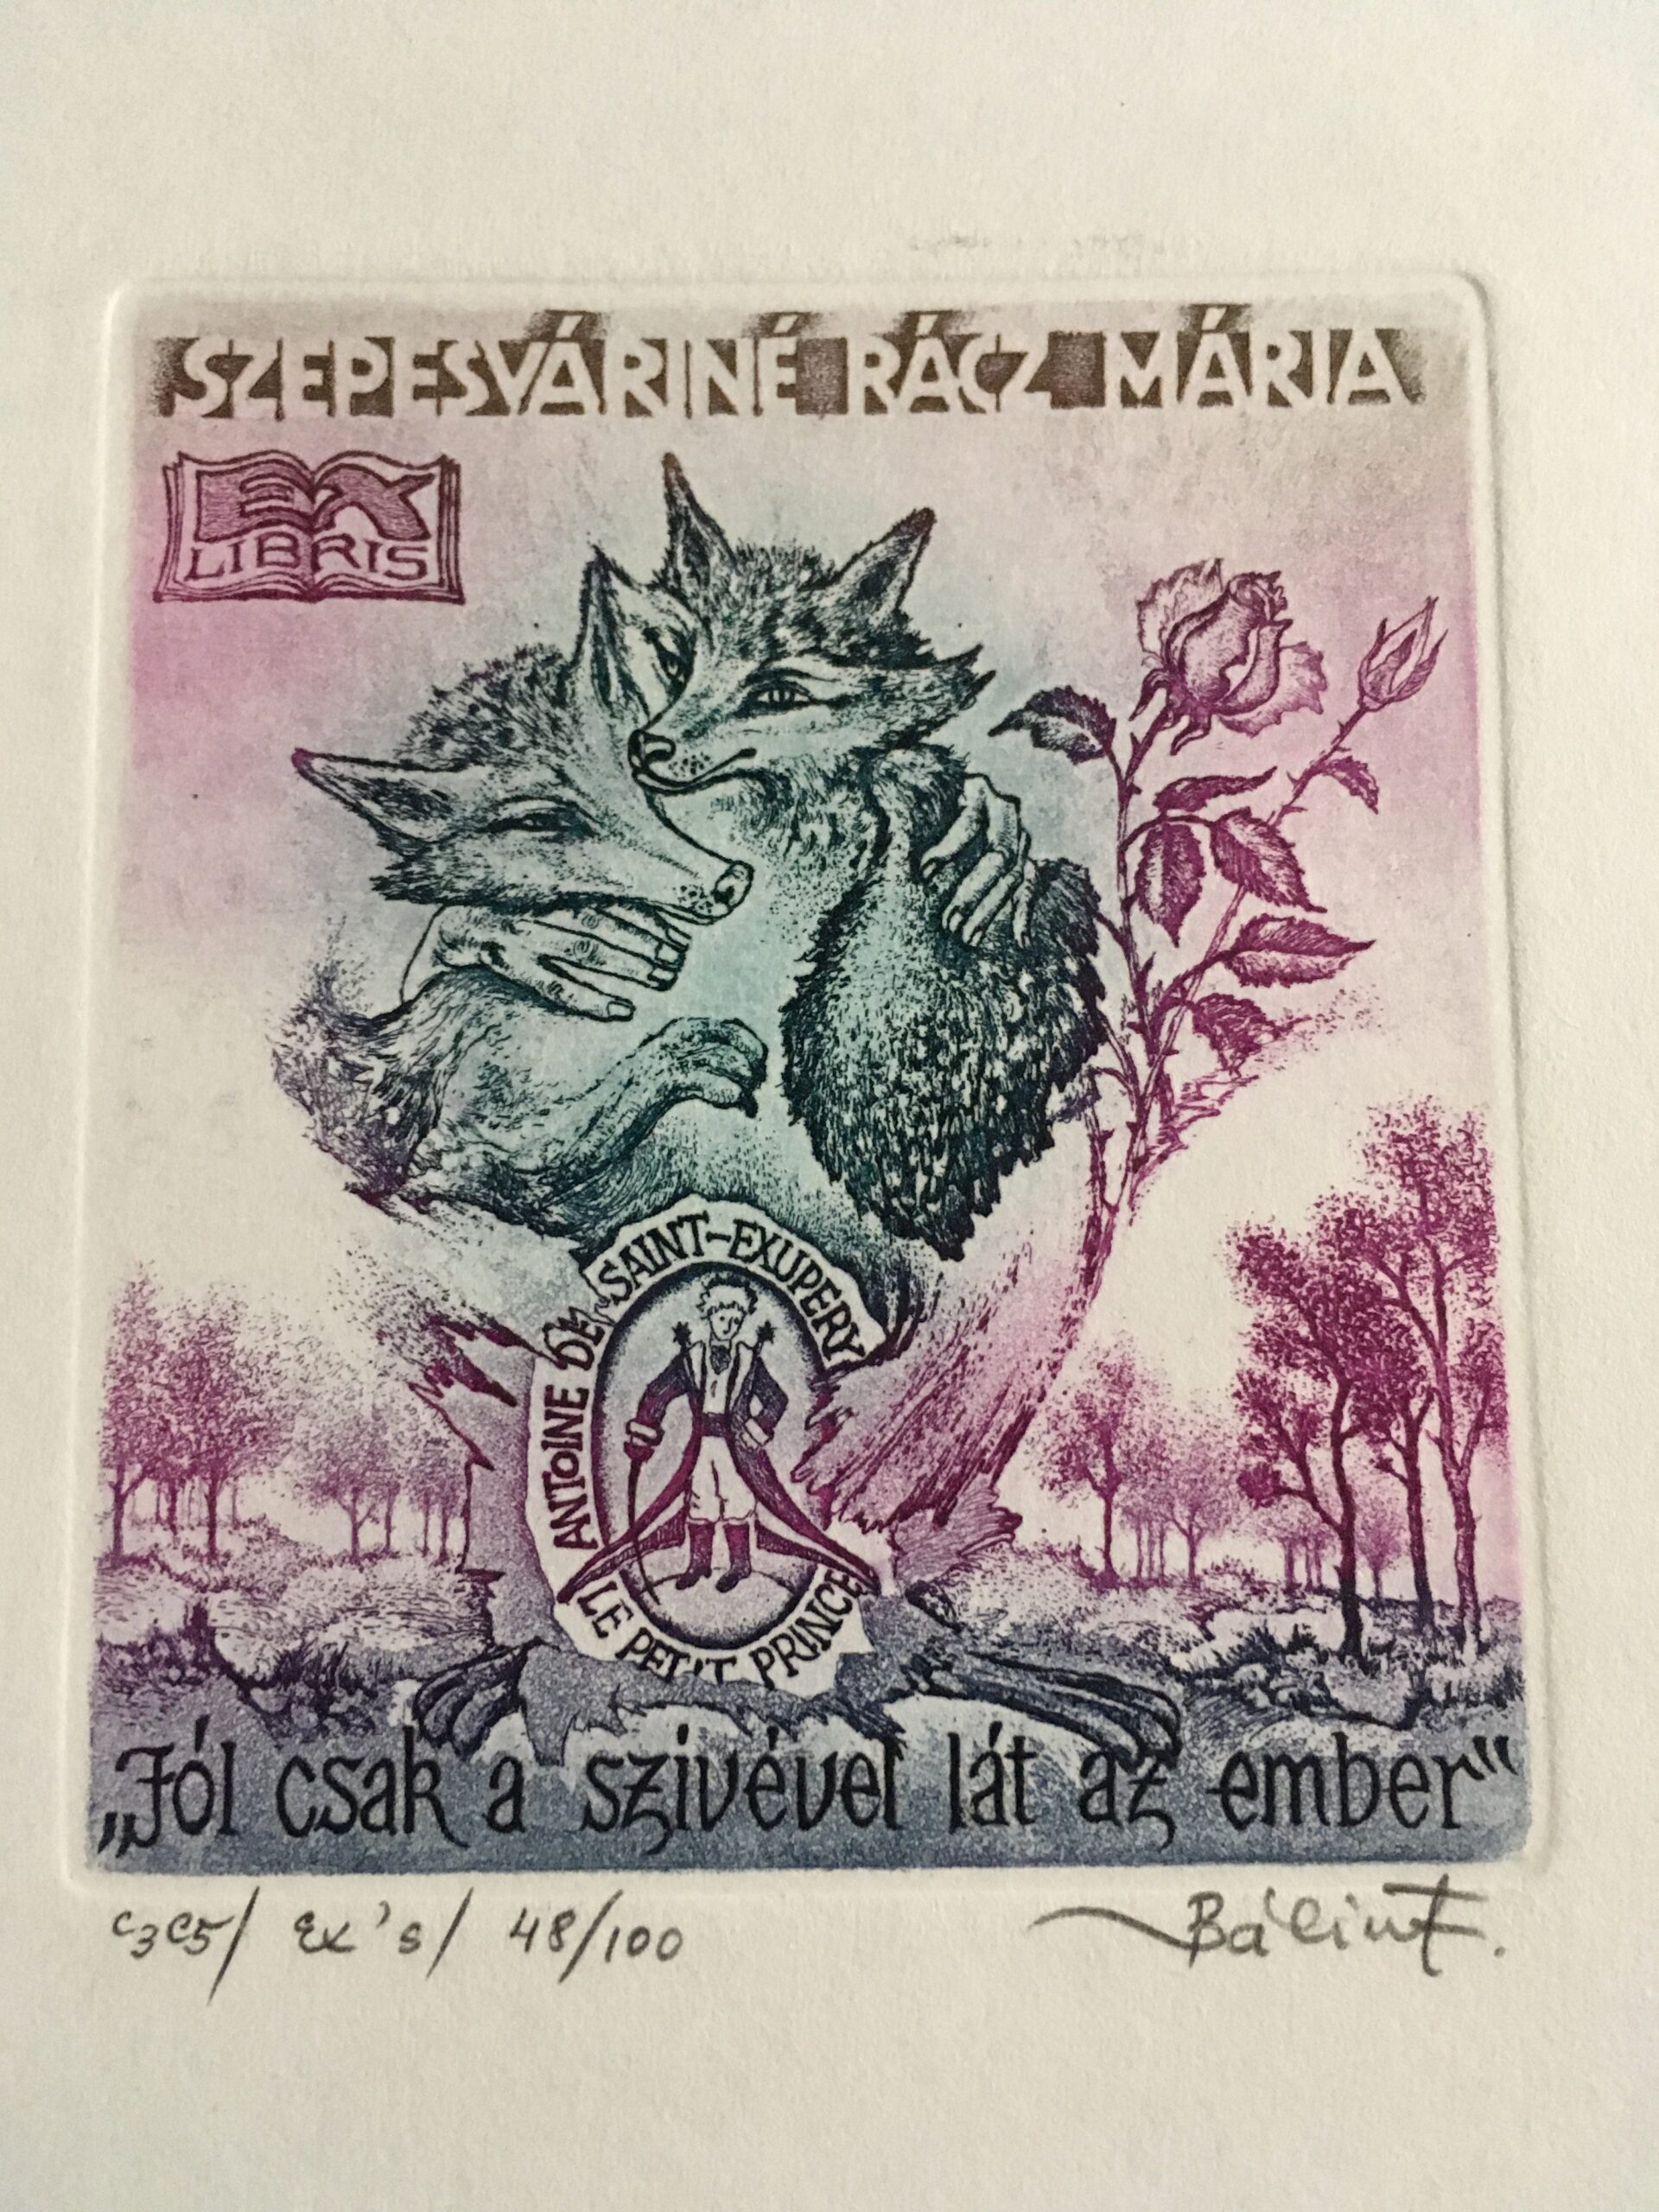 SZEPESVÁRINÉ RÁCZ MÁRIA
EX
LIBRIS
ANTOINE DE SAINT-EXUPERY
LE PETIT PRINCE
„Jól csak a szivével lát az ember“
C3C5/ Ex's/ 48/100
Bálint F.